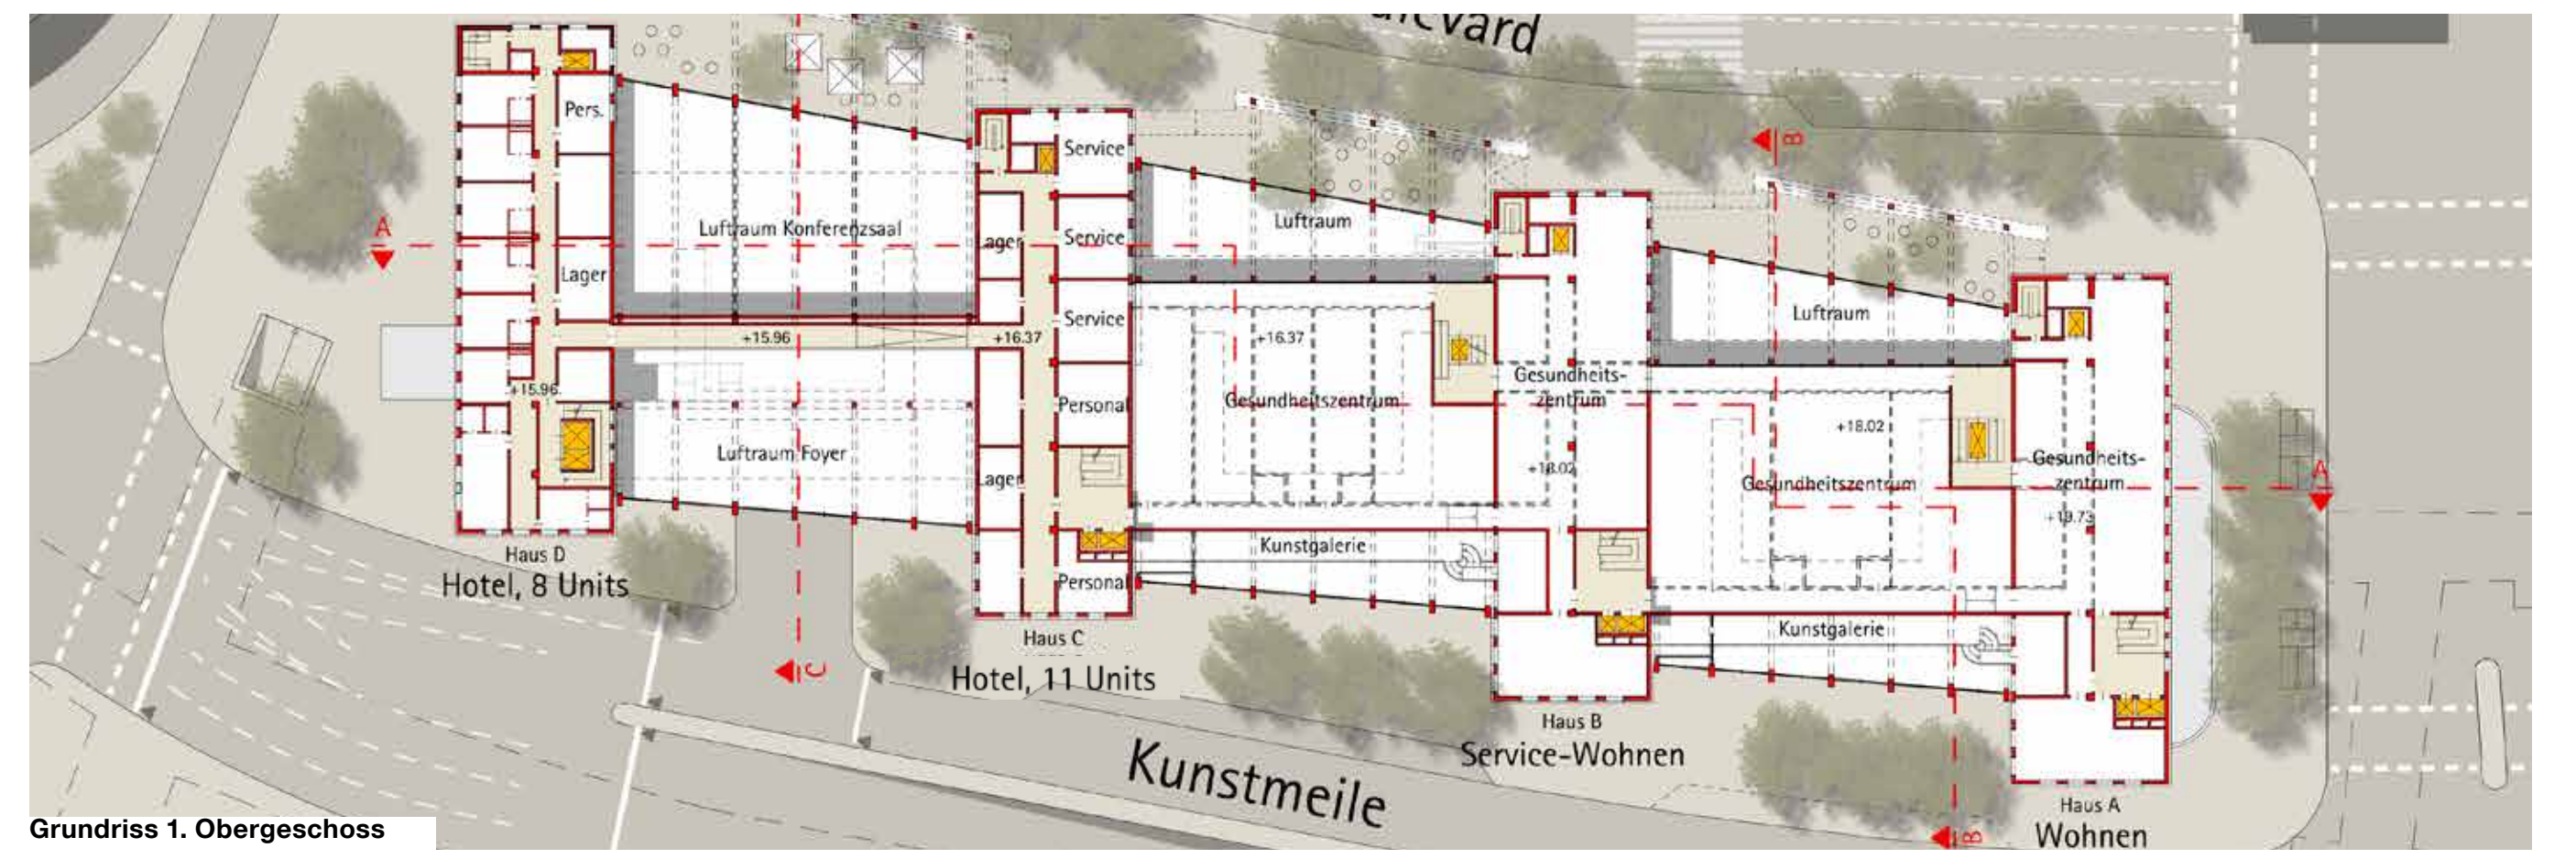 B
Pers.
Service
Luftraum
Luftraum Konferenzsaal
A
Service
Lager
Luftraum
Service
+15.96
+16.37
+16.37
Gesundheits-
zentrum
+15.96
Personal
Gesundheitszentrum
+18.02
Luftraum Foyer
Gesundheits-
zentrum
A
+18.02
Gesundheitszentrum
+19.73
Kunstgalerie
Haus D
Hotel, 8 Units
Personal
Kunstgalerie
Haus C
Hotel, 11 Units
C
Haus B
Service-Wohnen
Kunstmeile
Haus A
Wohnen
B
Grundriss 1. Obergeschoss